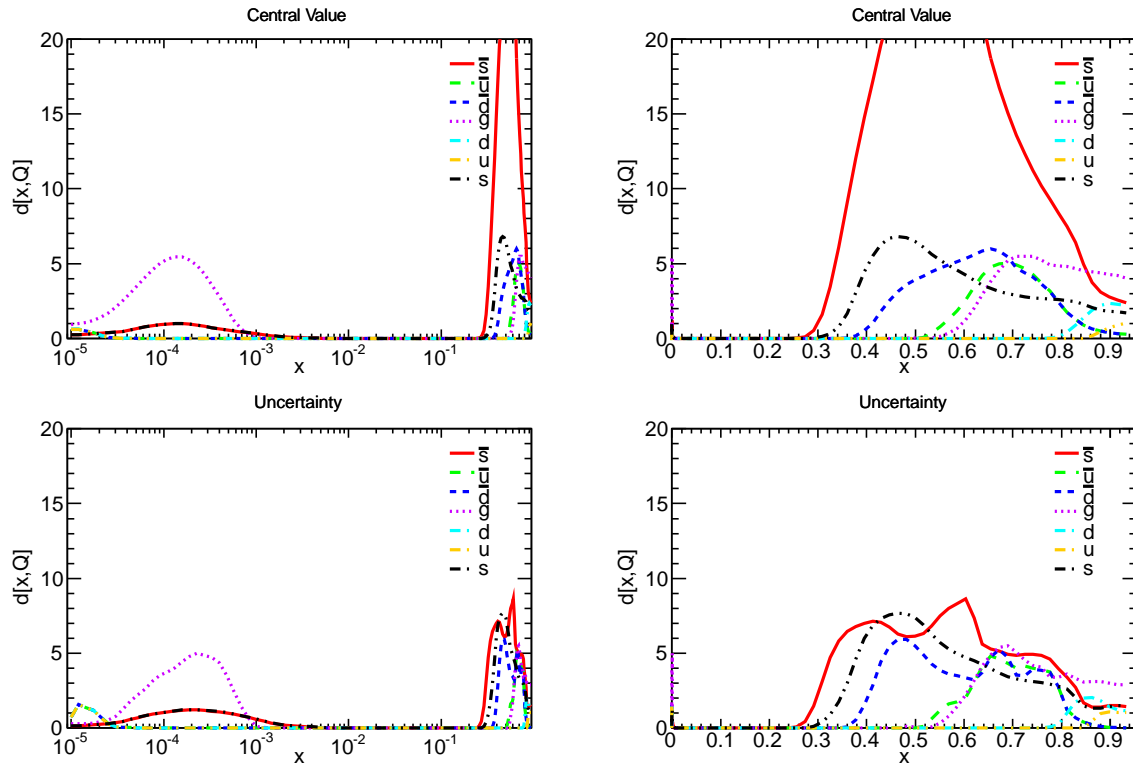 Central Value
20
15
10
5
0
d[x,Q]
10⁻⁵ 10⁻⁴ 10⁻³ 10⁻² 10⁻¹
x
s̅
u̅
d̅
g
d
u
s
Central Value
20
15
10
5
0
d[x,Q]
0 0.1 0.2 0.3 0.4 0.5 0.6 0.7 0.8 0.9
x
s̅
u̅
d̅
g
d
u
s
Uncertainty
20
15
10
5
0
d[x,Q]
10⁻⁵ 10⁻⁴ 10⁻³ 10⁻² 10⁻¹
x
s̅
u̅
d̅
g
d
u
s
Uncertainty
20
15
10
5
0
d[x,Q]
0 0.1 0.2 0.3 0.4 0.5 0.6 0.7 0.8 0.9
x
s̅
u̅
d̅
g
d
u
s